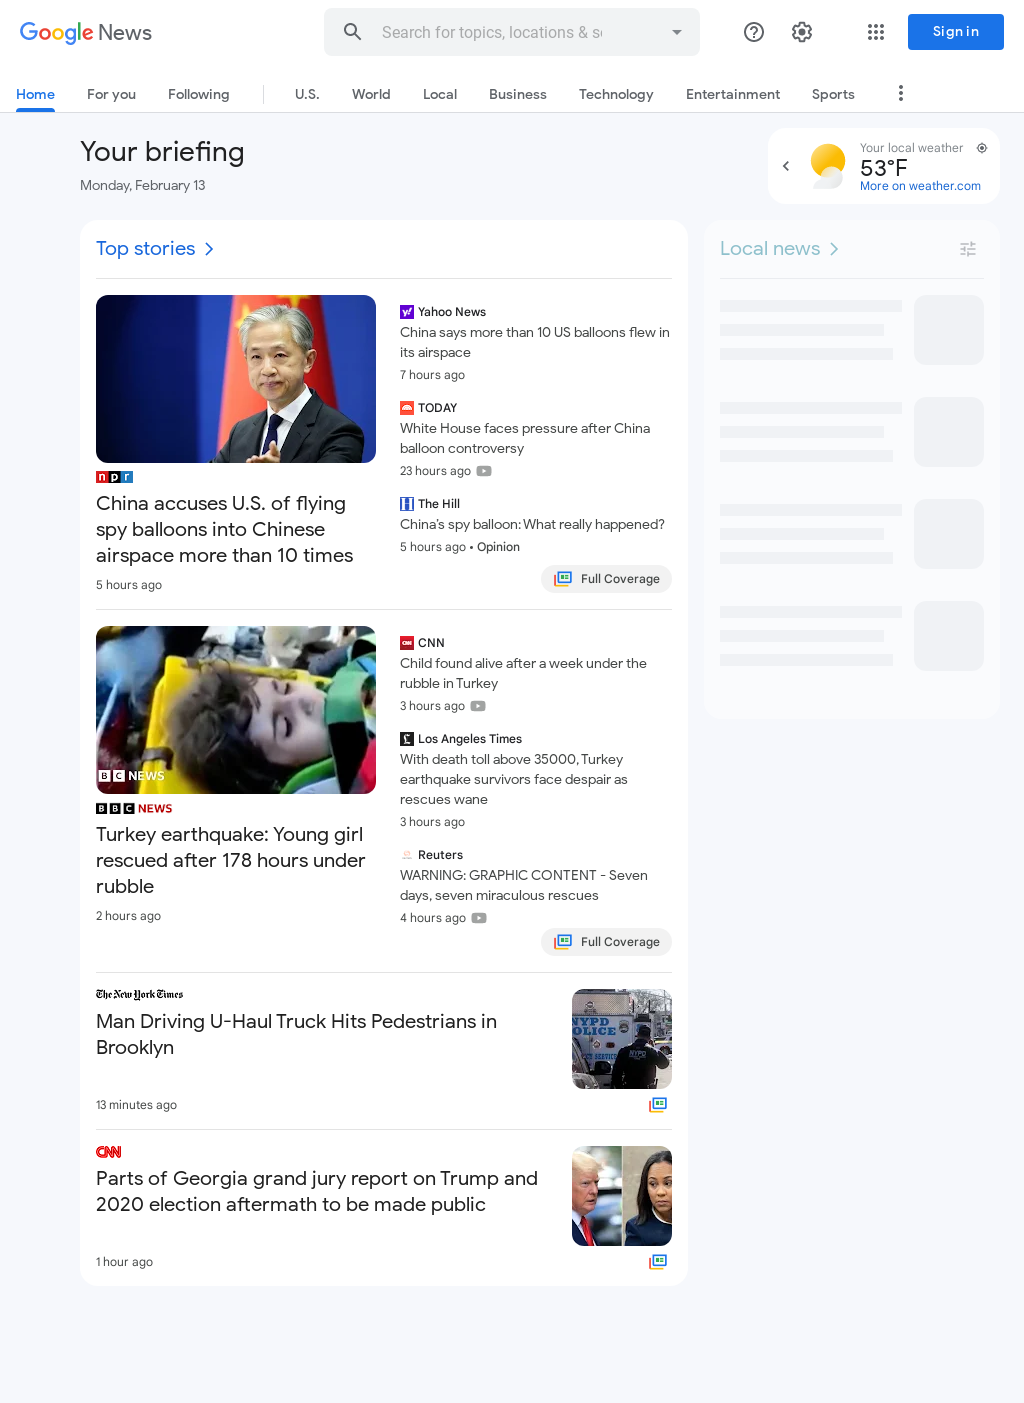 Google News
Search for topics, locations & so
Sign in
Home
For you
Following
U.S.
World
Local
Business
Technology
Entertainment
Sports
Your briefing
Monday, February 13
Your local weather
53°F
More on weather.com
Top stories
npr
China accuses U.S. of flying
spy balloons into Chinese
airspace more than 10 times
5 hours ago
Yahoo News
China says more than 10 US balloons flew in
its airspace
7 hours ago
TODAY
White House faces pressure after China
balloon controversy
23 hours ago
The Hill
China's spy balloon: What really happened?
5 hours ago • Opinion
Full Coverage
BBC NEWS
BBC NEWS
Turkey earthquake: Young girl
rescued after 178 hours under
rubble
2 hours ago
CNN
Child found alive after a week under the
rubble in Turkey
3 hours ago
Los Angeles Times
With death toll above 35000, Turkey
earthquake survivors face despair as
rescues wane
3 hours ago
Reuters
WARNING: GRAPHIC CONTENT - Seven
days, seven miraculous rescues
4 hours ago
Full Coverage
The New York Times
Man Driving U-Haul Truck Hits Pedestrians in
Brooklyn
13 minutes ago
NYPD
POLICE
NYPD
CNN
Parts of Georgia grand jury report on Trump and
2020 election aftermath to be made public
1 hour ago
Local news